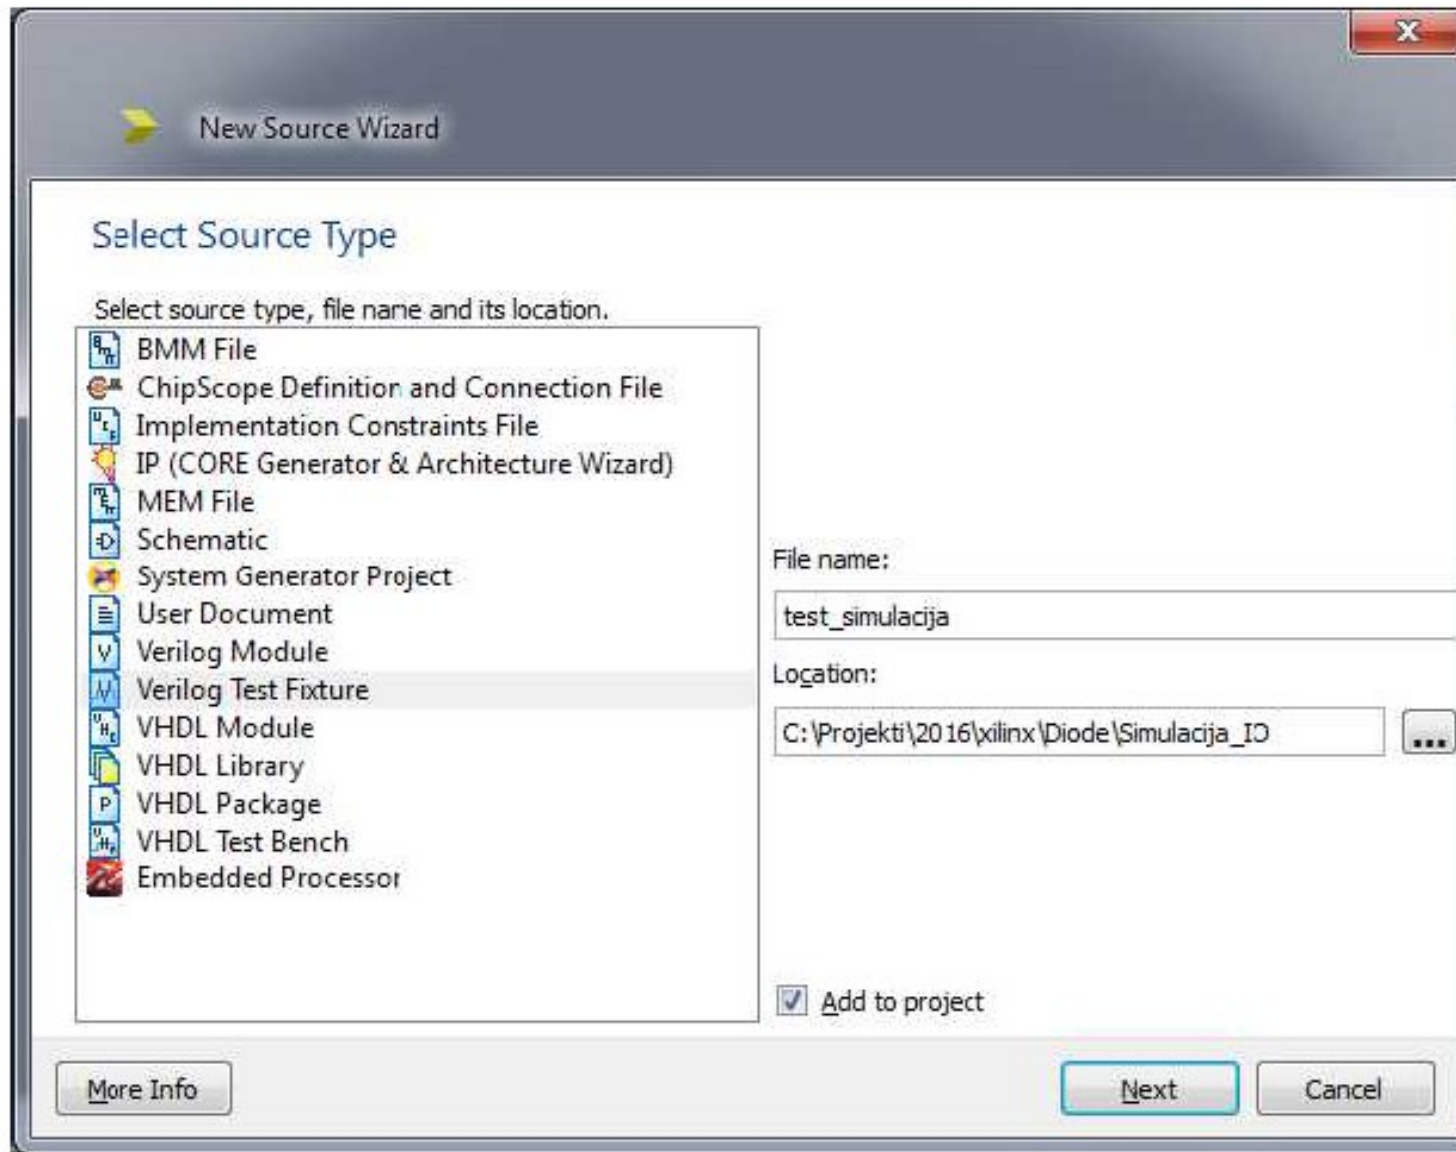 New Source Wizard
Select Source Type
Select source type, file name and its location.
BMM File
ChipScope Definition and Connection File
Implementation Constraints File
IP (CORE Generator & Architecture Wizard)
MEM File
Schematic
System Generator Project
User Document
Verilog Module
Verilog Test Fixture
VHDL Module
VHDL Library
VHDL Package
VHDL Test Bench
Embedded Processor
File name:
test_simulacija
Location:
C:\Projekti\2016\xilinx\Diode\Simulacija_IO
...
Add to project
More Info
Next
Cancel